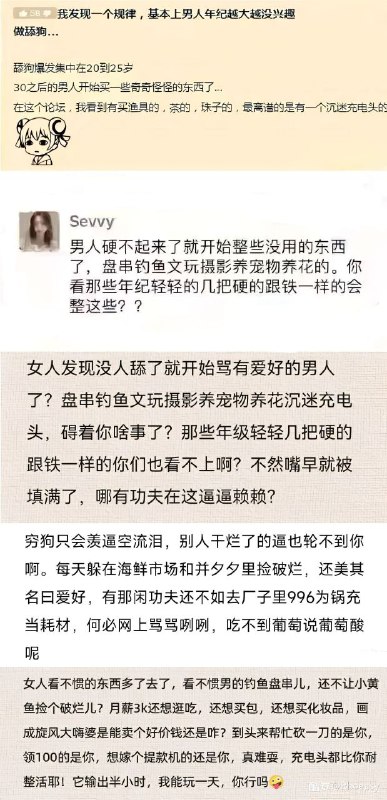 58 我发现一个规律，基本上男人年纪越大越没兴趣
做舔狗...
舔狗爆发集中在20到25岁
30之后的男人开始买一些奇奇怪怪的东西了...
在这个论坛，我看到有买渔具的，茶的，珠子的，最离谱的是有一个沉迷充电头的
Sevvy
男人硬不起来了就开始整些没用的东西
了，盘串钓鱼文玩摄影养宠物养花的。你
看那些年纪轻轻的几把硬的跟铁一样的会
整这些？？
女人发现没人舔了就开始骂有爱好的男人
了？盘串钓鱼文玩摄影养宠物养花沉迷充电
头，碍着你啥事了？那些年级轻轻几把硬的
跟铁一样的你们也看不上啊？不然嘴早就被
填满了，哪有功夫在这逼逼赖赖？
穷狗只会羡逼空流泪，别人干烂了的逼也轮不到你
啊。每天躲在海鲜市场和并夕夕里捡破烂，还美其
名曰爱好，有那闲功夫还不如去厂子里996为锅充
当耗材，何必网上骂骂咧咧，吃不到葡萄说葡萄酸
呢
女人看不惯的东西多了去了，看不惯男的钓鱼盘串儿，还不让小黄
鱼捡个破烂儿？月薪3k还想逛吃，还想买包，还想买化妆品，画
成旋风大嗨婆是能卖个好价钱还是咋？到头来帮忙砍一刀的是你，
领100的是你，想嫁个提款机的还是你，真难耍，充电头都比你耐
整活耶！它输出半小时，我能玩一天，你行吗🤪